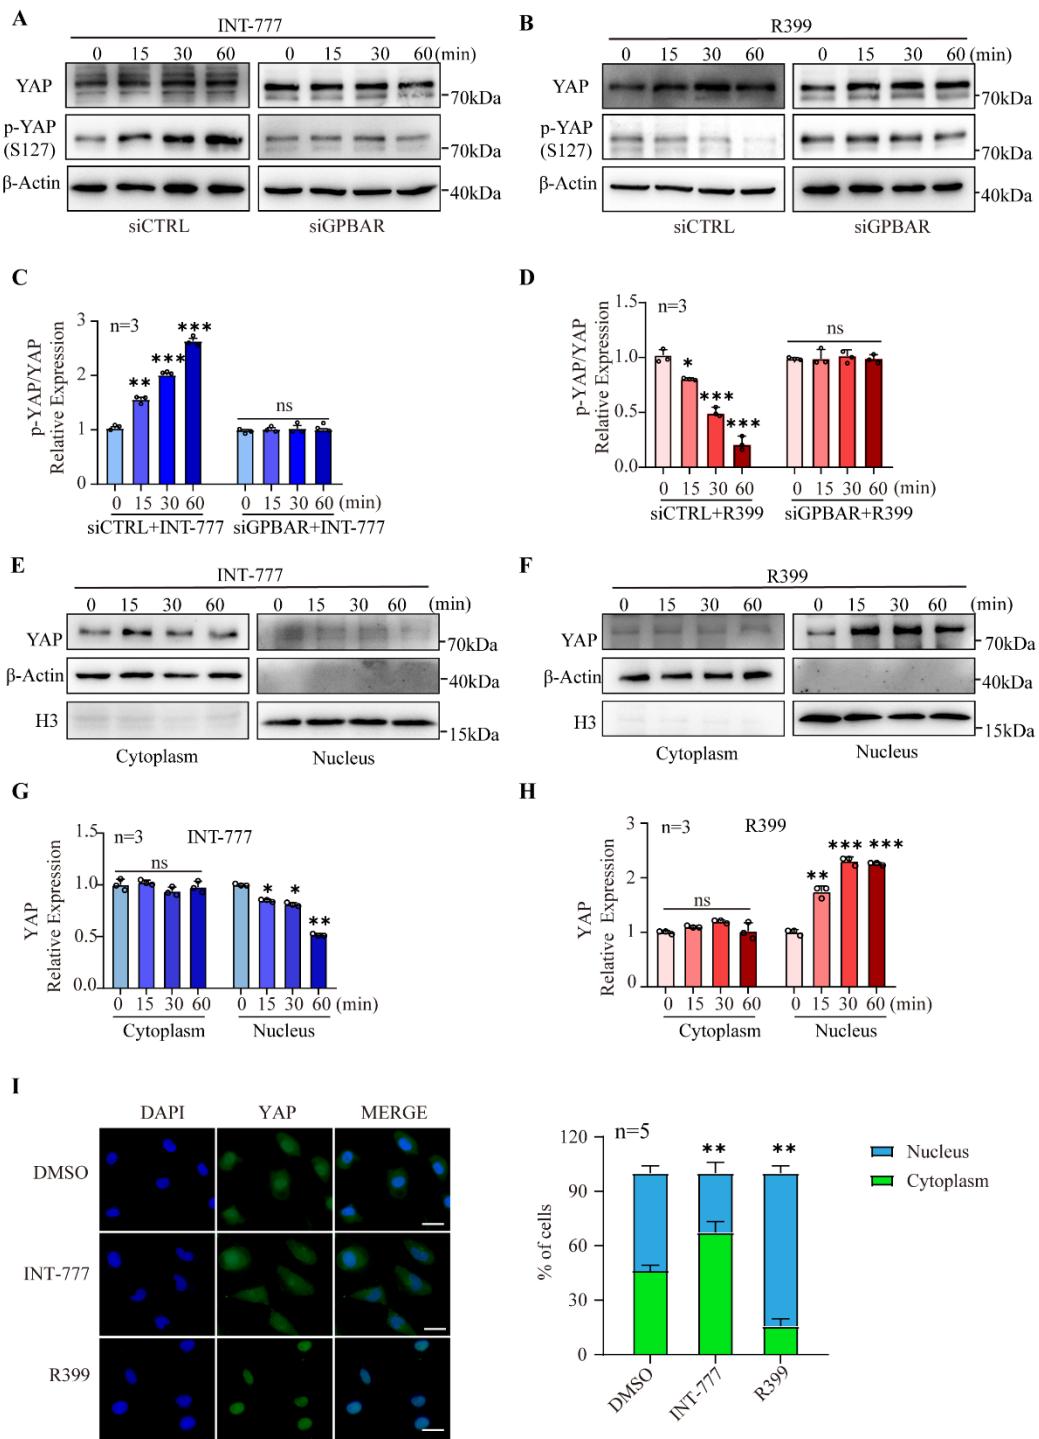 A
INT-777
0 15 30 60 (min) 0 15 30 60 (min)
YAP
70kDa
p-YAP
(S127)
70kDa
β-Actin
40kDa
siCTRL siGPBAR
B
R399
0 15 30 60 0 15 30 60 (min)
YAP
70kDa
p-YAP
(S127)
70kDa
β-Actin
40kDa
siCTRL siGPBAR
C
p-YAP/YAP
Relative Expression
3
2
1
0
n=3
** *** ***
ns
0 15 30 60 0 15 30 60 (min)
siCTRL+INT-777 siGPBAR+INT-777
D
p-YAP/YAP
Relative Expression
1.5
1.0
0.5
0.0
n=3
* *** ***
ns
0 15 30 60 0 15 30 60 (min)
siCTRL+R399 siGPBAR+R399
E
INT-777
0 15 30 60 0 15 30 60 (min)
YAP
70kDa
β-Actin
40kDa
H3
15kDa
Cytoplasm Nucleus
F
R399
0 15 30 60 0 15 30 60 (min)
YAP
70kDa
β-Actin
40kDa
H3
15kDa
Cytoplasm Nucleus
G
YAP
Relative Expression
1.5
1.0
0.5
0.0
n=3 INT-777
ns
* * **
0 15 30 60 0 15 30 60 (min)
Cytoplasm Nucleus
H
YAP
Relative Expression
3
2
1
0
n=3 R399
ns
** *** ***
0 15 30 60 0 15 30 60 (min)
Cytoplasm Nucleus
I
DAPI YAP MERGE
DMSO
INT-777
R399
% of cells
120
90
60
30
0
n=5 ** **
DMSO INT-777 R399
Nucleus
Cytoplasm